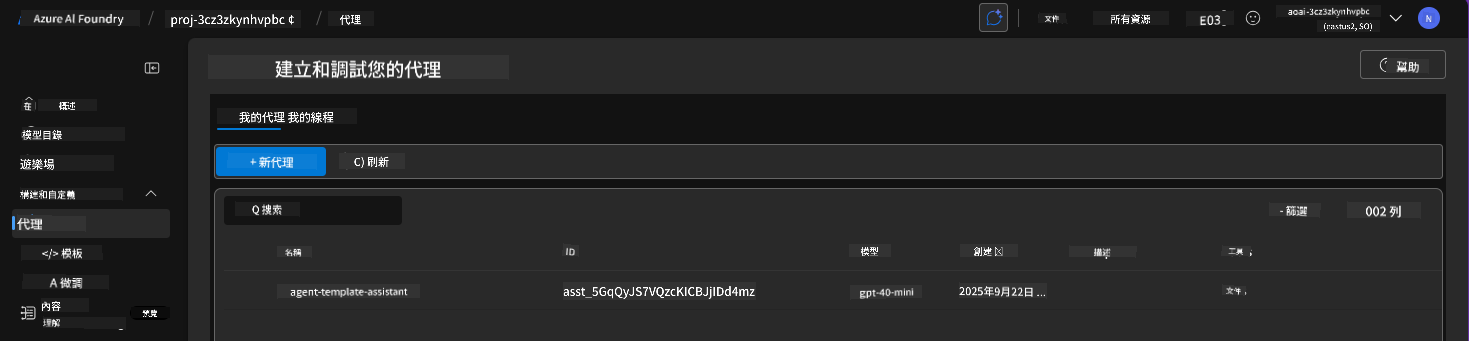 Azure Al Foundry / proj-3cz3zkynhvpbc ¢ / 代理
文件 所有資源 E03 aoai-3cz3zkynhvpbc N
(eastus2, SO)
建立和調試您的代理
幫助
概述
模型目錄
遊樂場
構建和自定義
代理
</> 模板
A 微調
內容
理解
預覽
我的代理 我的線程
+ 新代理 C) 刷新
Q 搜索 - 篩選 002 列
名稱 ID 模型 創建 描述 工具 ;
agent-template-assistant asst_5GqQyJS7VQzcKICBJjIDd4mz gpt-40-mini 2025年9月22日 ... 文件 ,